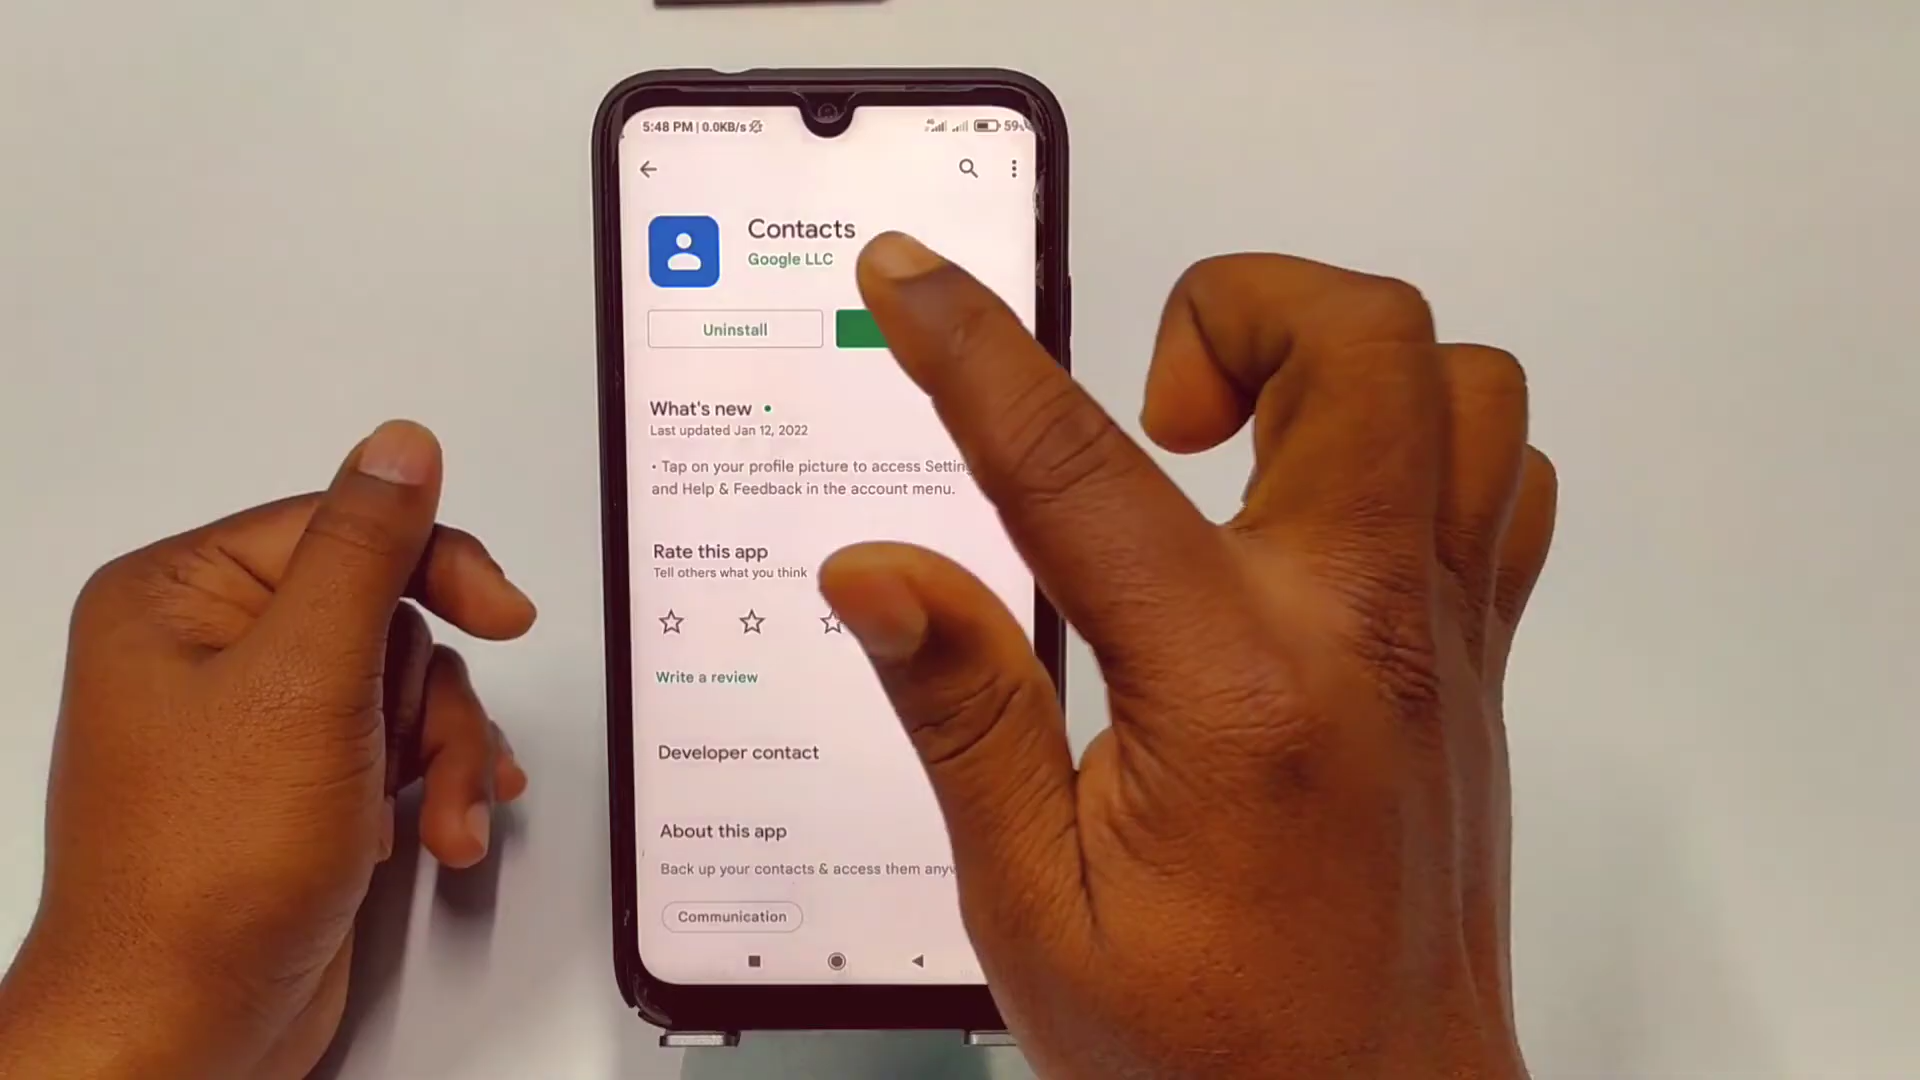 5:48 PM | 0.0KB/s
4G 59
Contacts
Google LLC
Uninstall
What's new •
Last updated Jan 12, 2022
• Tap on your profile picture to access
and Help & Feedback in the account menu.
Rate this app
Tell others what you think
Write a review
Developer contact
About this app
Back up your contacts & access them
Communication